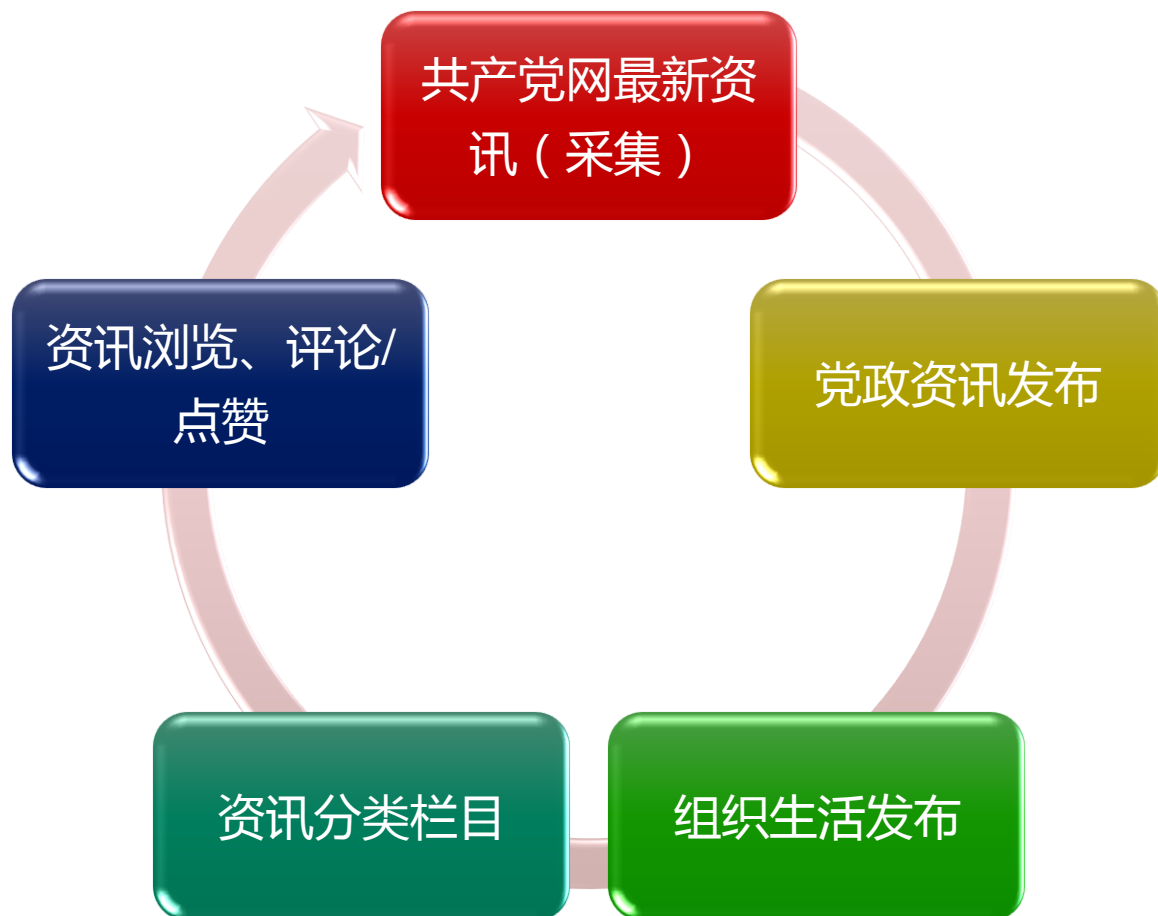 共产党网最新资
讯（采集）
党政资讯发布
组织生活发布
资讯分类栏目
资讯浏览、评论/
点赞